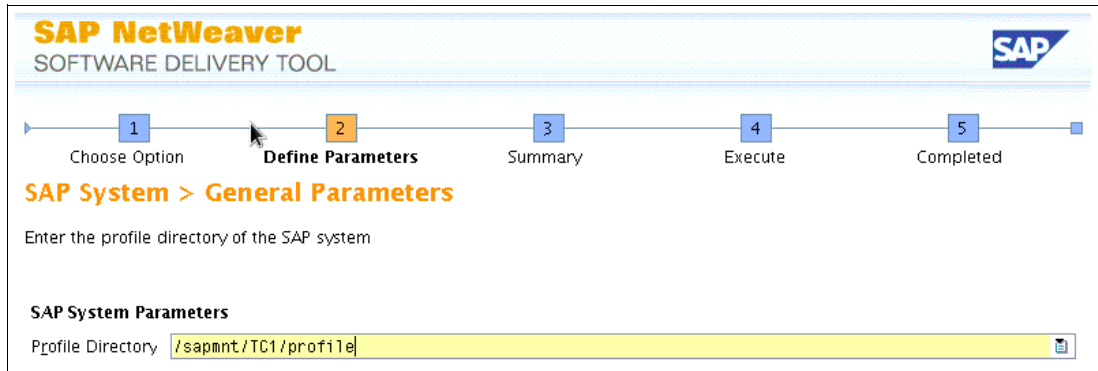 SAP NetWeaver
SOFTWARE DELIVERY TOOL
SAP
1 2 3 4 5
Choose Option Define Parameters Summary Execute Completed
SAP System > General Parameters
Enter the profile directory of the SAP system
SAP System Parameters
Profile Directory /sapmnt/TC1/profile